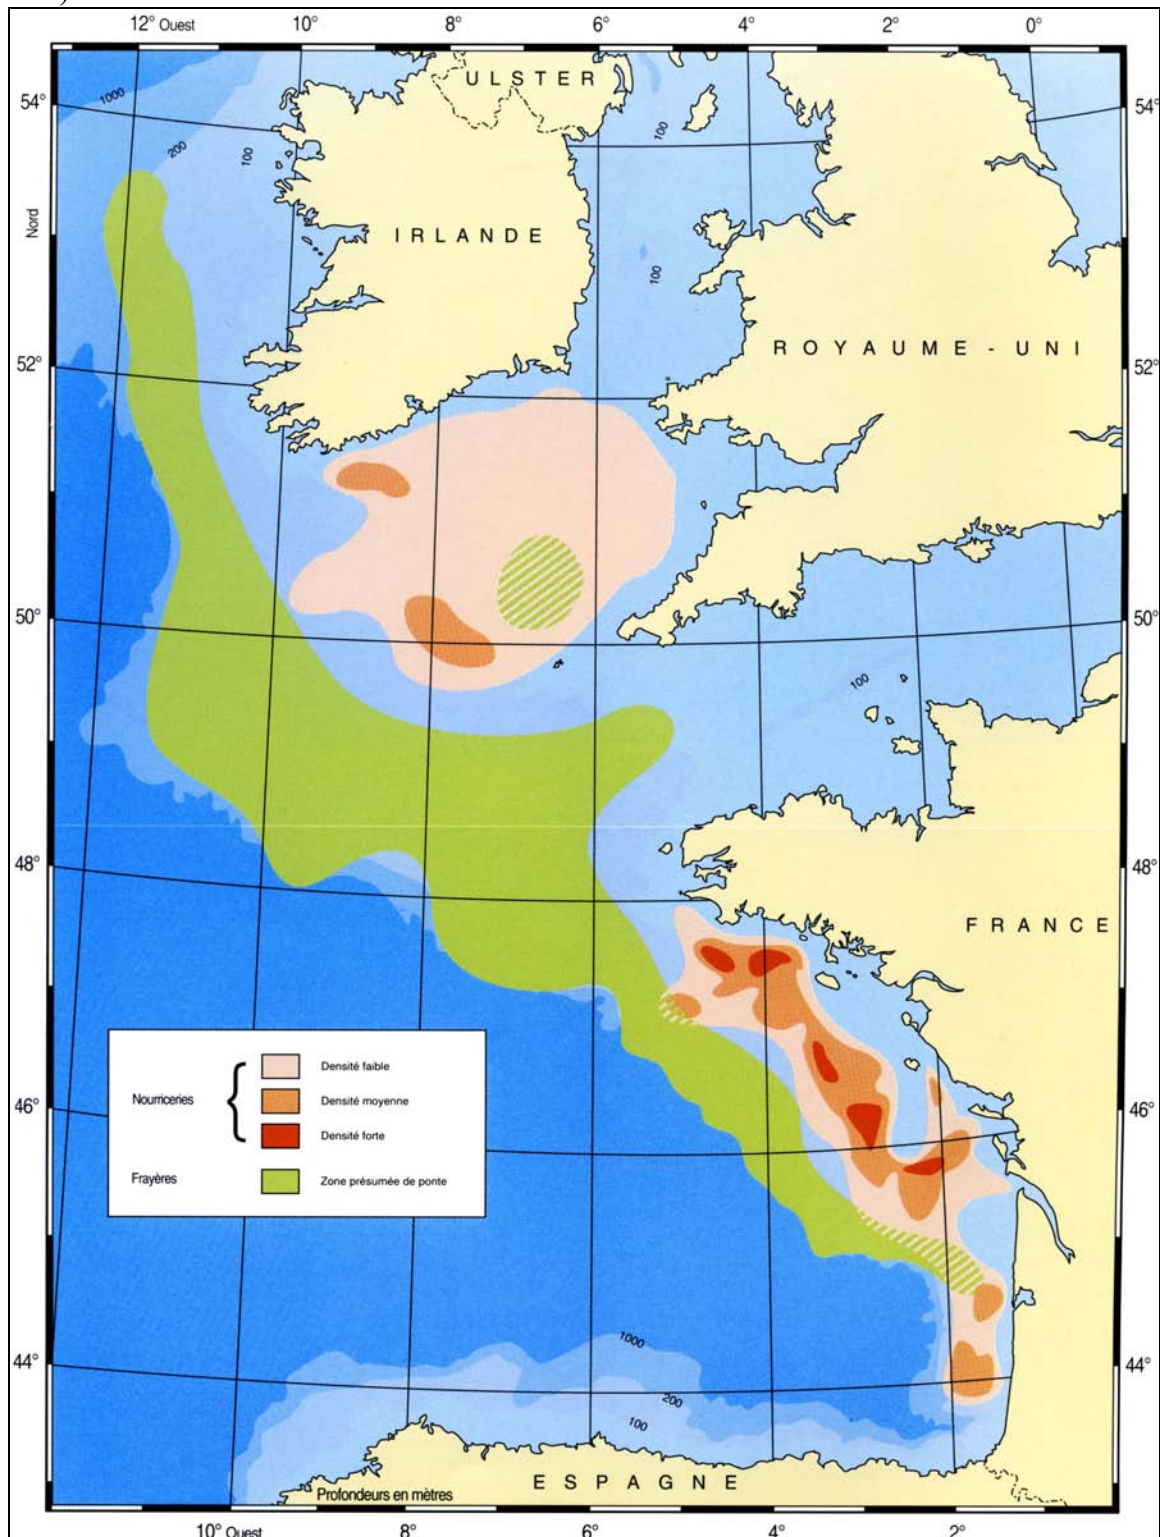 12° Ouest 10° 8° 6° 4° 2° 0°
ULSTER
54° 54°
1000
200
100
100
Nord
IRLANDE
100
ROYAUME - UNI
52° 52°
50° 50°
100
48° 48°
FRANCE
Densité faible
Nourriceries
Densité moyenne
46° 46°
Densité forte
Frayères
Zone présumée de ponte
1000
44° 44°
200
100
ESPAGNE
Profondeurs en mètres
10° Ouest 8° 6° 4° 2°